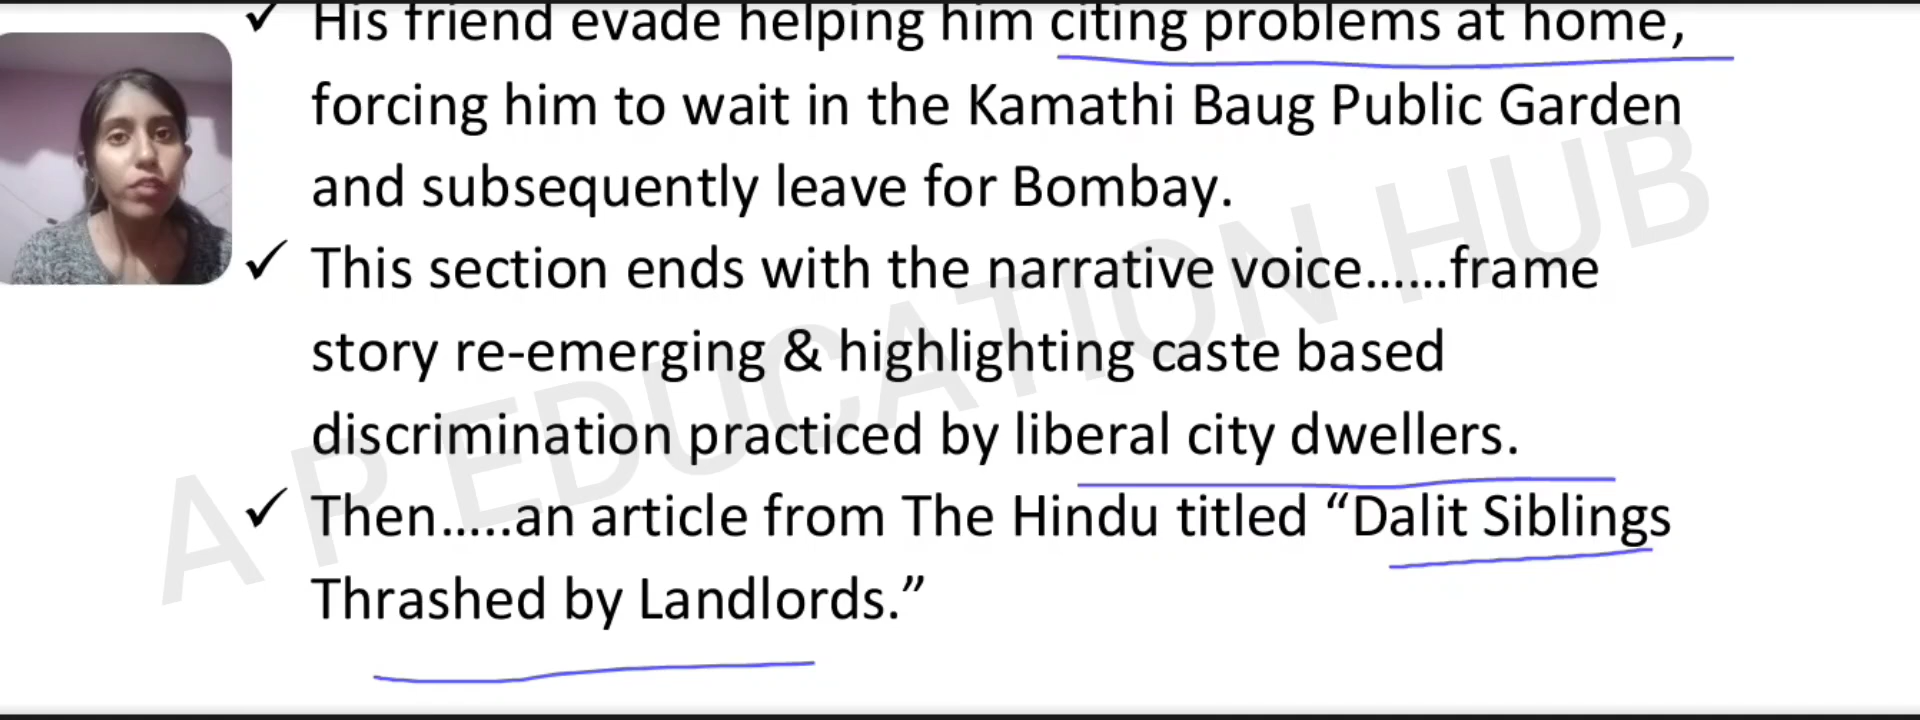 ✓ His friend evade helping him citing problems at home,
forcing him to wait in the Kamathi Baug Public Garden
and subsequently leave for Bombay.
✓ This section ends with the narrative voice......frame
story re-emerging & highlighting caste based
discrimination practiced by liberal city dwellers.
✓ Then.....an article from The Hindu titled “Dalit Siblings
Thrashed by Landlords.”
A P EDUCATION HUB